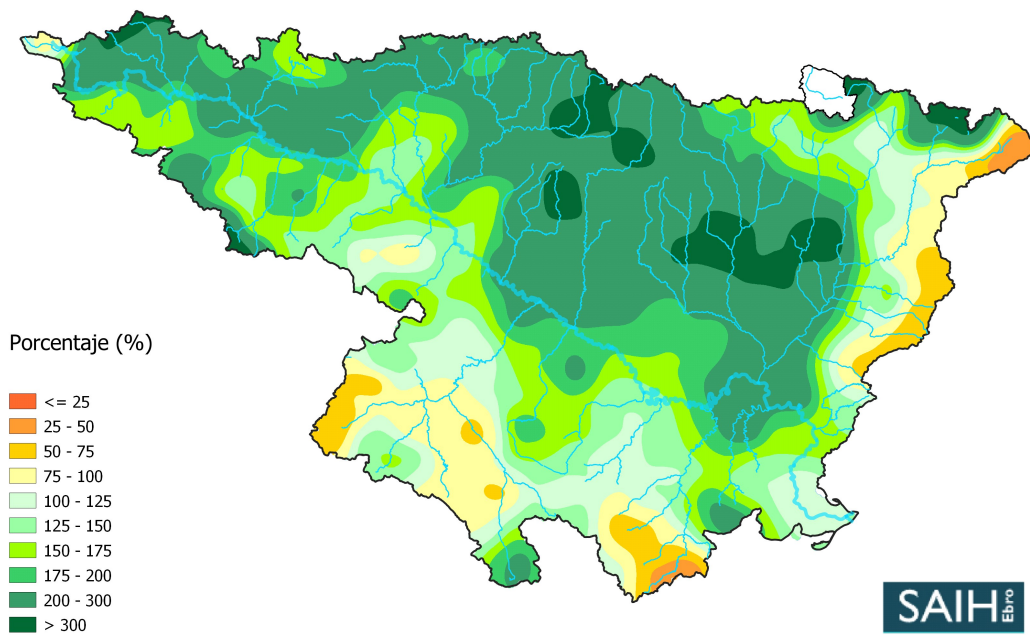 Porcentaje (%)
<= 25
25 - 50
50 - 75
75 - 100
100 - 125
125 - 150
150 - 175
175 - 200
200 - 300
> 300
SAIH Ebro